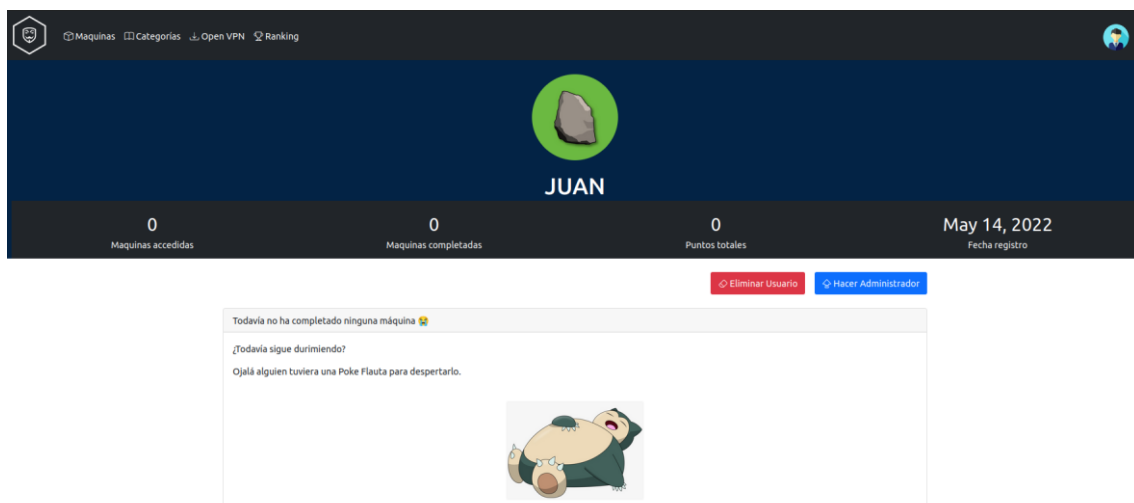 Maquinas Categorías Open VPN Ranking
JUAN
0 0 0 May 14, 2022
Maquinas accedidas Maquinas completadas Puntos totales Fecha registro
Eliminar Usuario Hacer Administrador
Todavía no ha completado ninguna máquina 😭
¿Todavía sigue durimiendo?
Ojalá alguien tuviera una Poke Flauta para despertarlo.